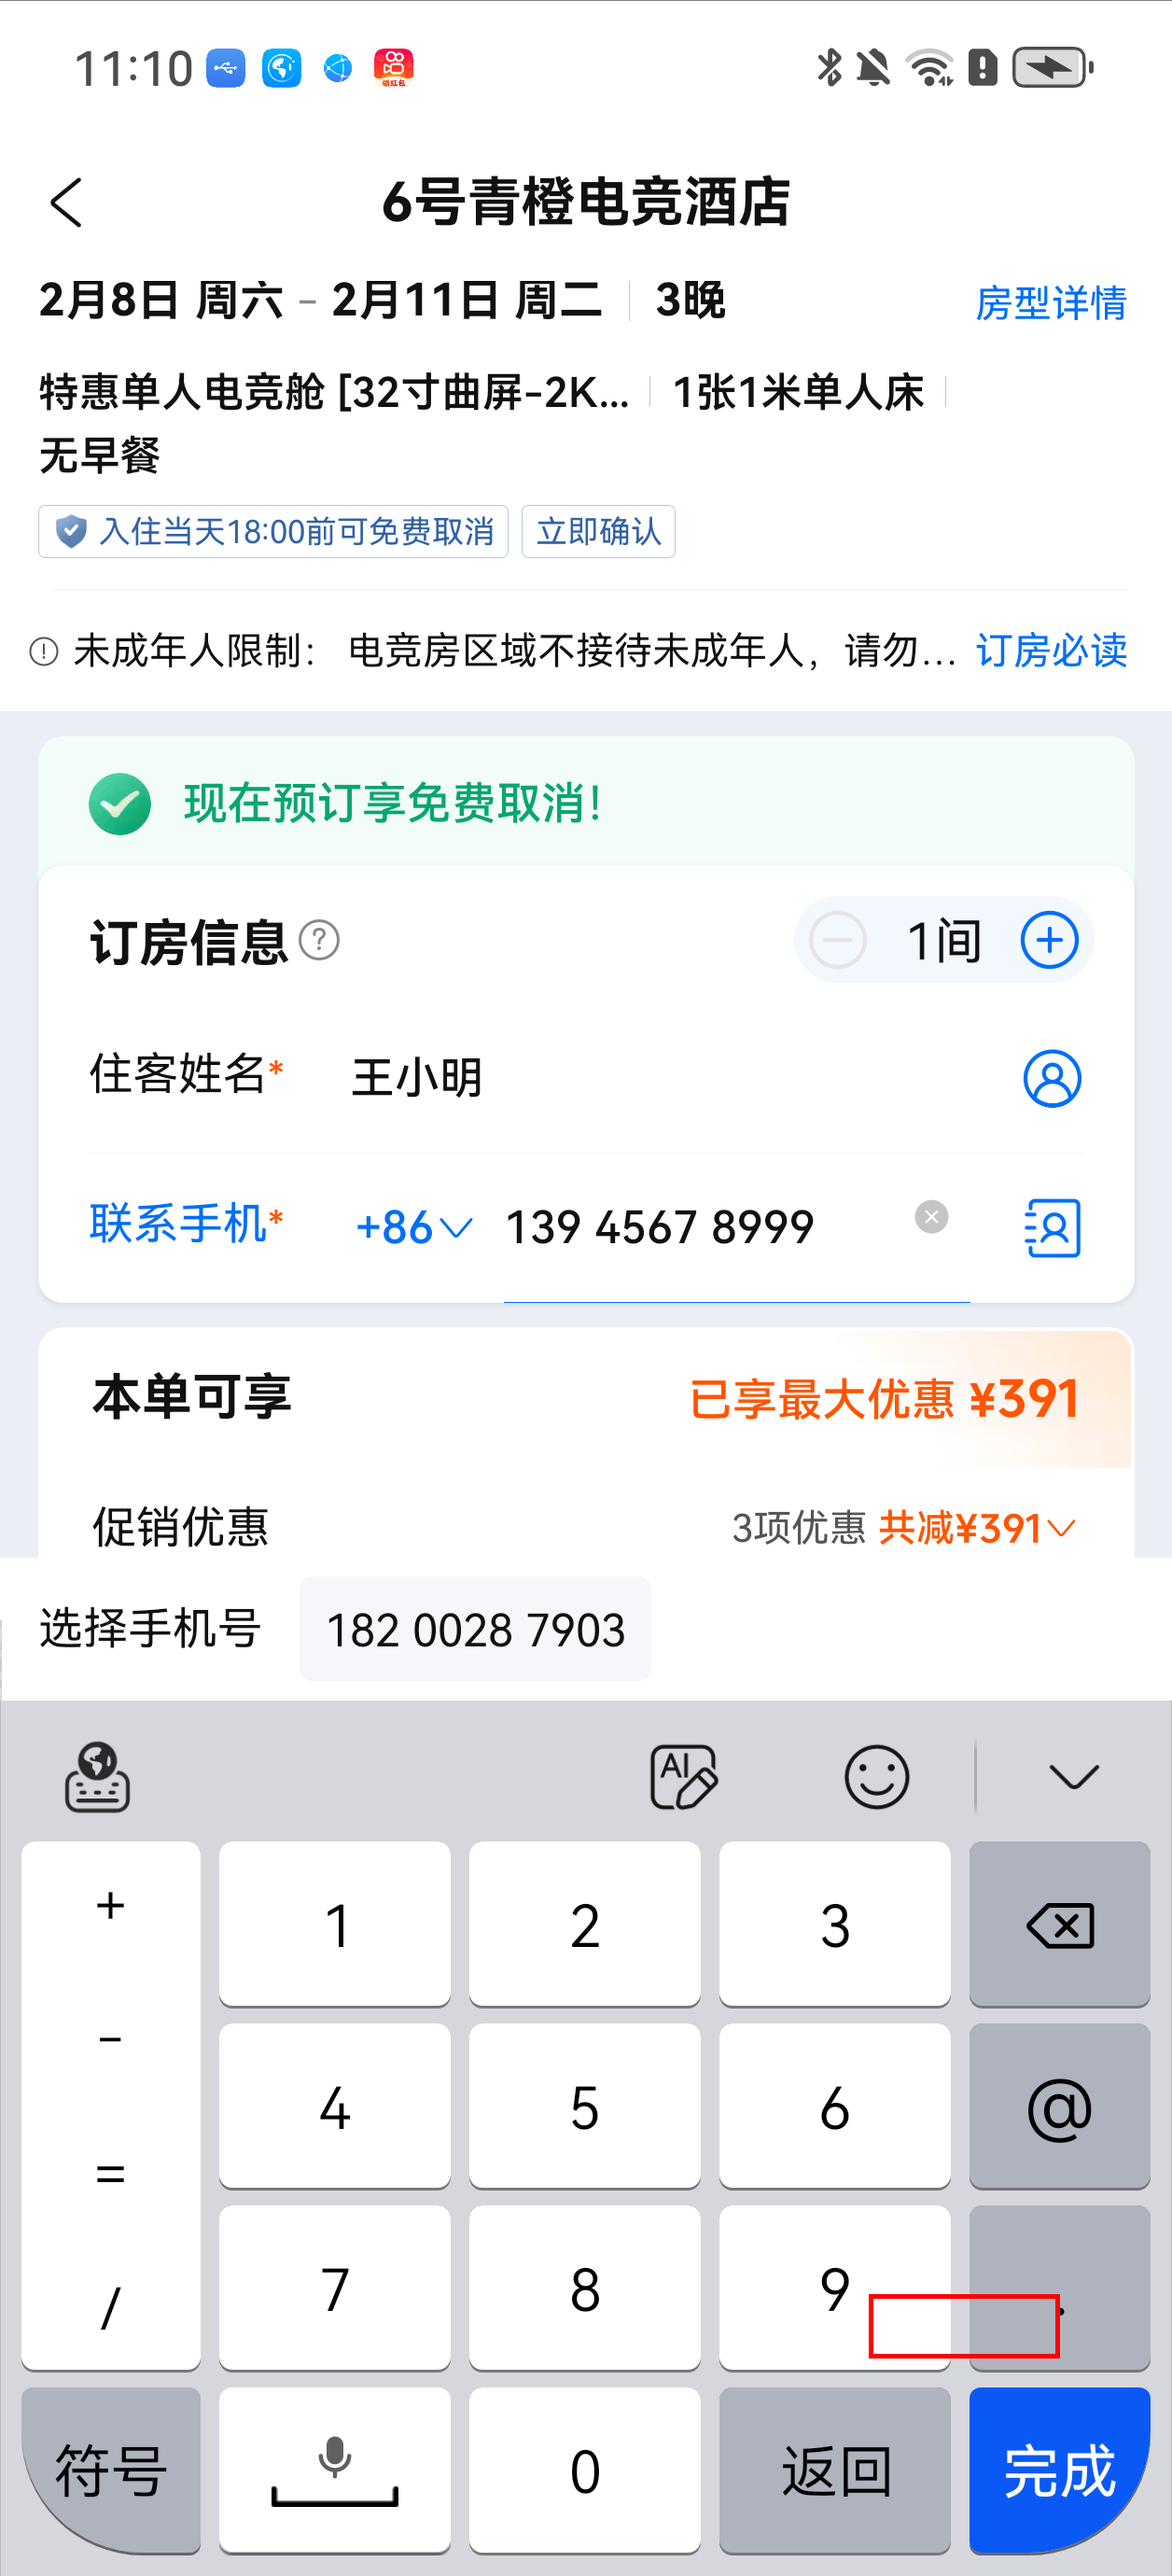 11:10
领红包
6号青橙电竞酒店
2月8日 周六 - 2月11日 周二 3晚 房型详情
特惠单人电竞舱 [32寸曲屏-2K... 1张1米单人床
无早餐
入住当天18:00前可免费取消 立即确认
未成年人限制： 电竞房区域不接待未成年人，请勿... 订房必读
现在预订享免费取消！
订房信息 ? 1间
住客姓名* 王小明
联系手机* +86 139 4567 8999
本单可享 已享最大优惠 ¥391
促销优惠 3项优惠 共减¥391
选择手机号 182 0028 7903
AI
+ 1 2 3
- 4 5 6 @
=
/ 7 8 9 .
符号 0 返回 完成